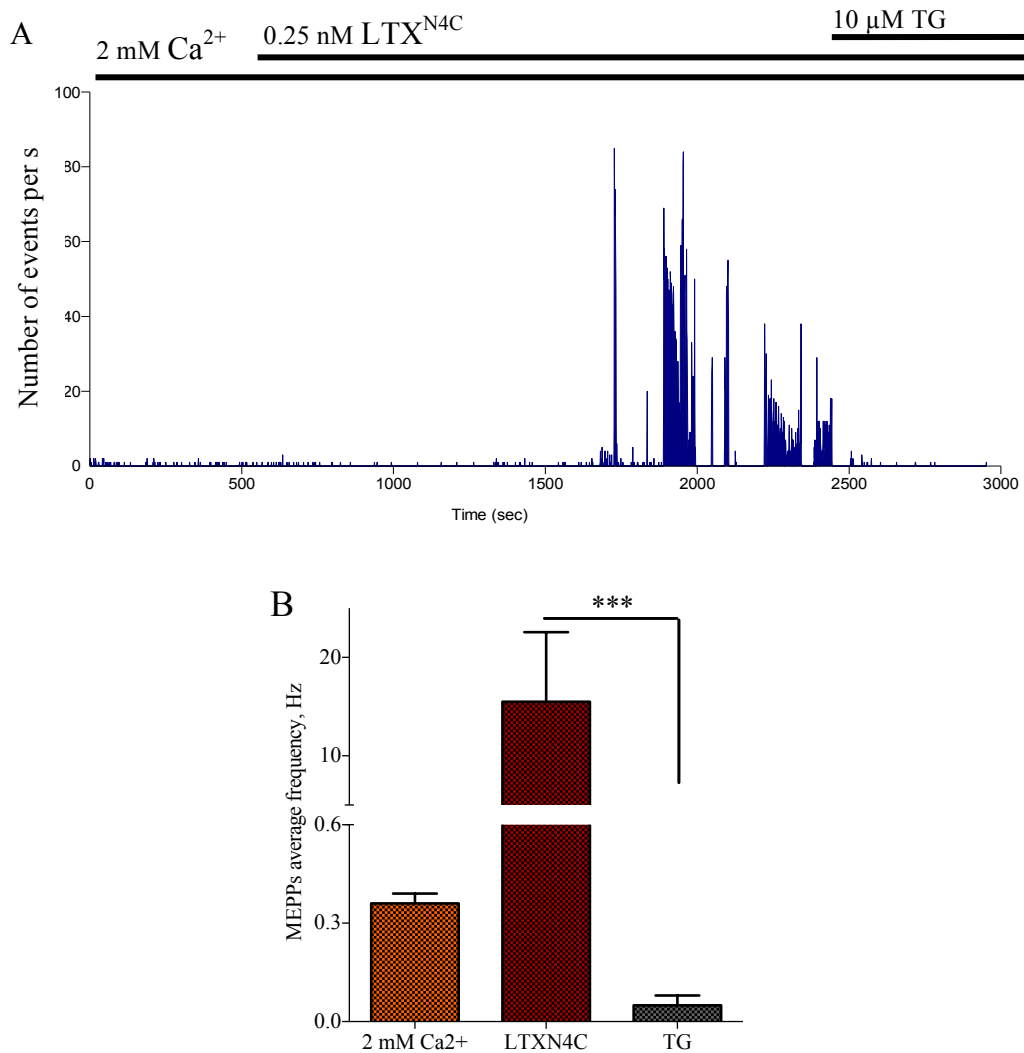 A
2 mM Ca²⁺
0.25 nM LTXᴺ⁴ᶜ
10 µM TG
Number of events per s
100
80
60
40
20
0
0 500 1000 1500 2000 2500 3000
Time (sec)
B
***
MEPPs average frequency, Hz
20
10
0.6
0.3
0.0
2 mM Ca2+ LTXN4C TG